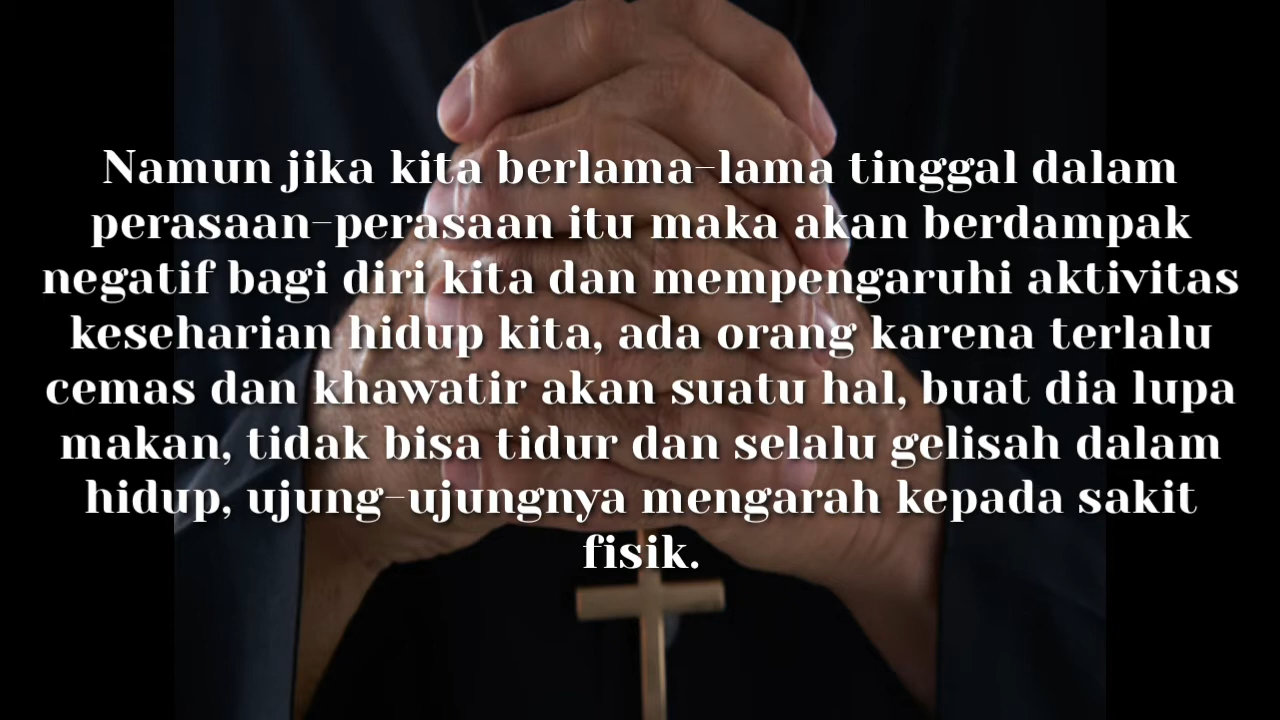 Namun jika kita berlama-lama tinggal dalam
perasaan-perasaan itu maka akan berdampak
negatif bagi diri kita dan mempengaruhi aktivitas
keseharian hidup kita, ada orang karena terlalu
cemas dan khawatir akan suatu hal, buat dia lupa
makan, tidak bisa tidur dan selalu gelisah dalam
hidup, ujung-ujungnya mengarah kepada sakit
fisik.